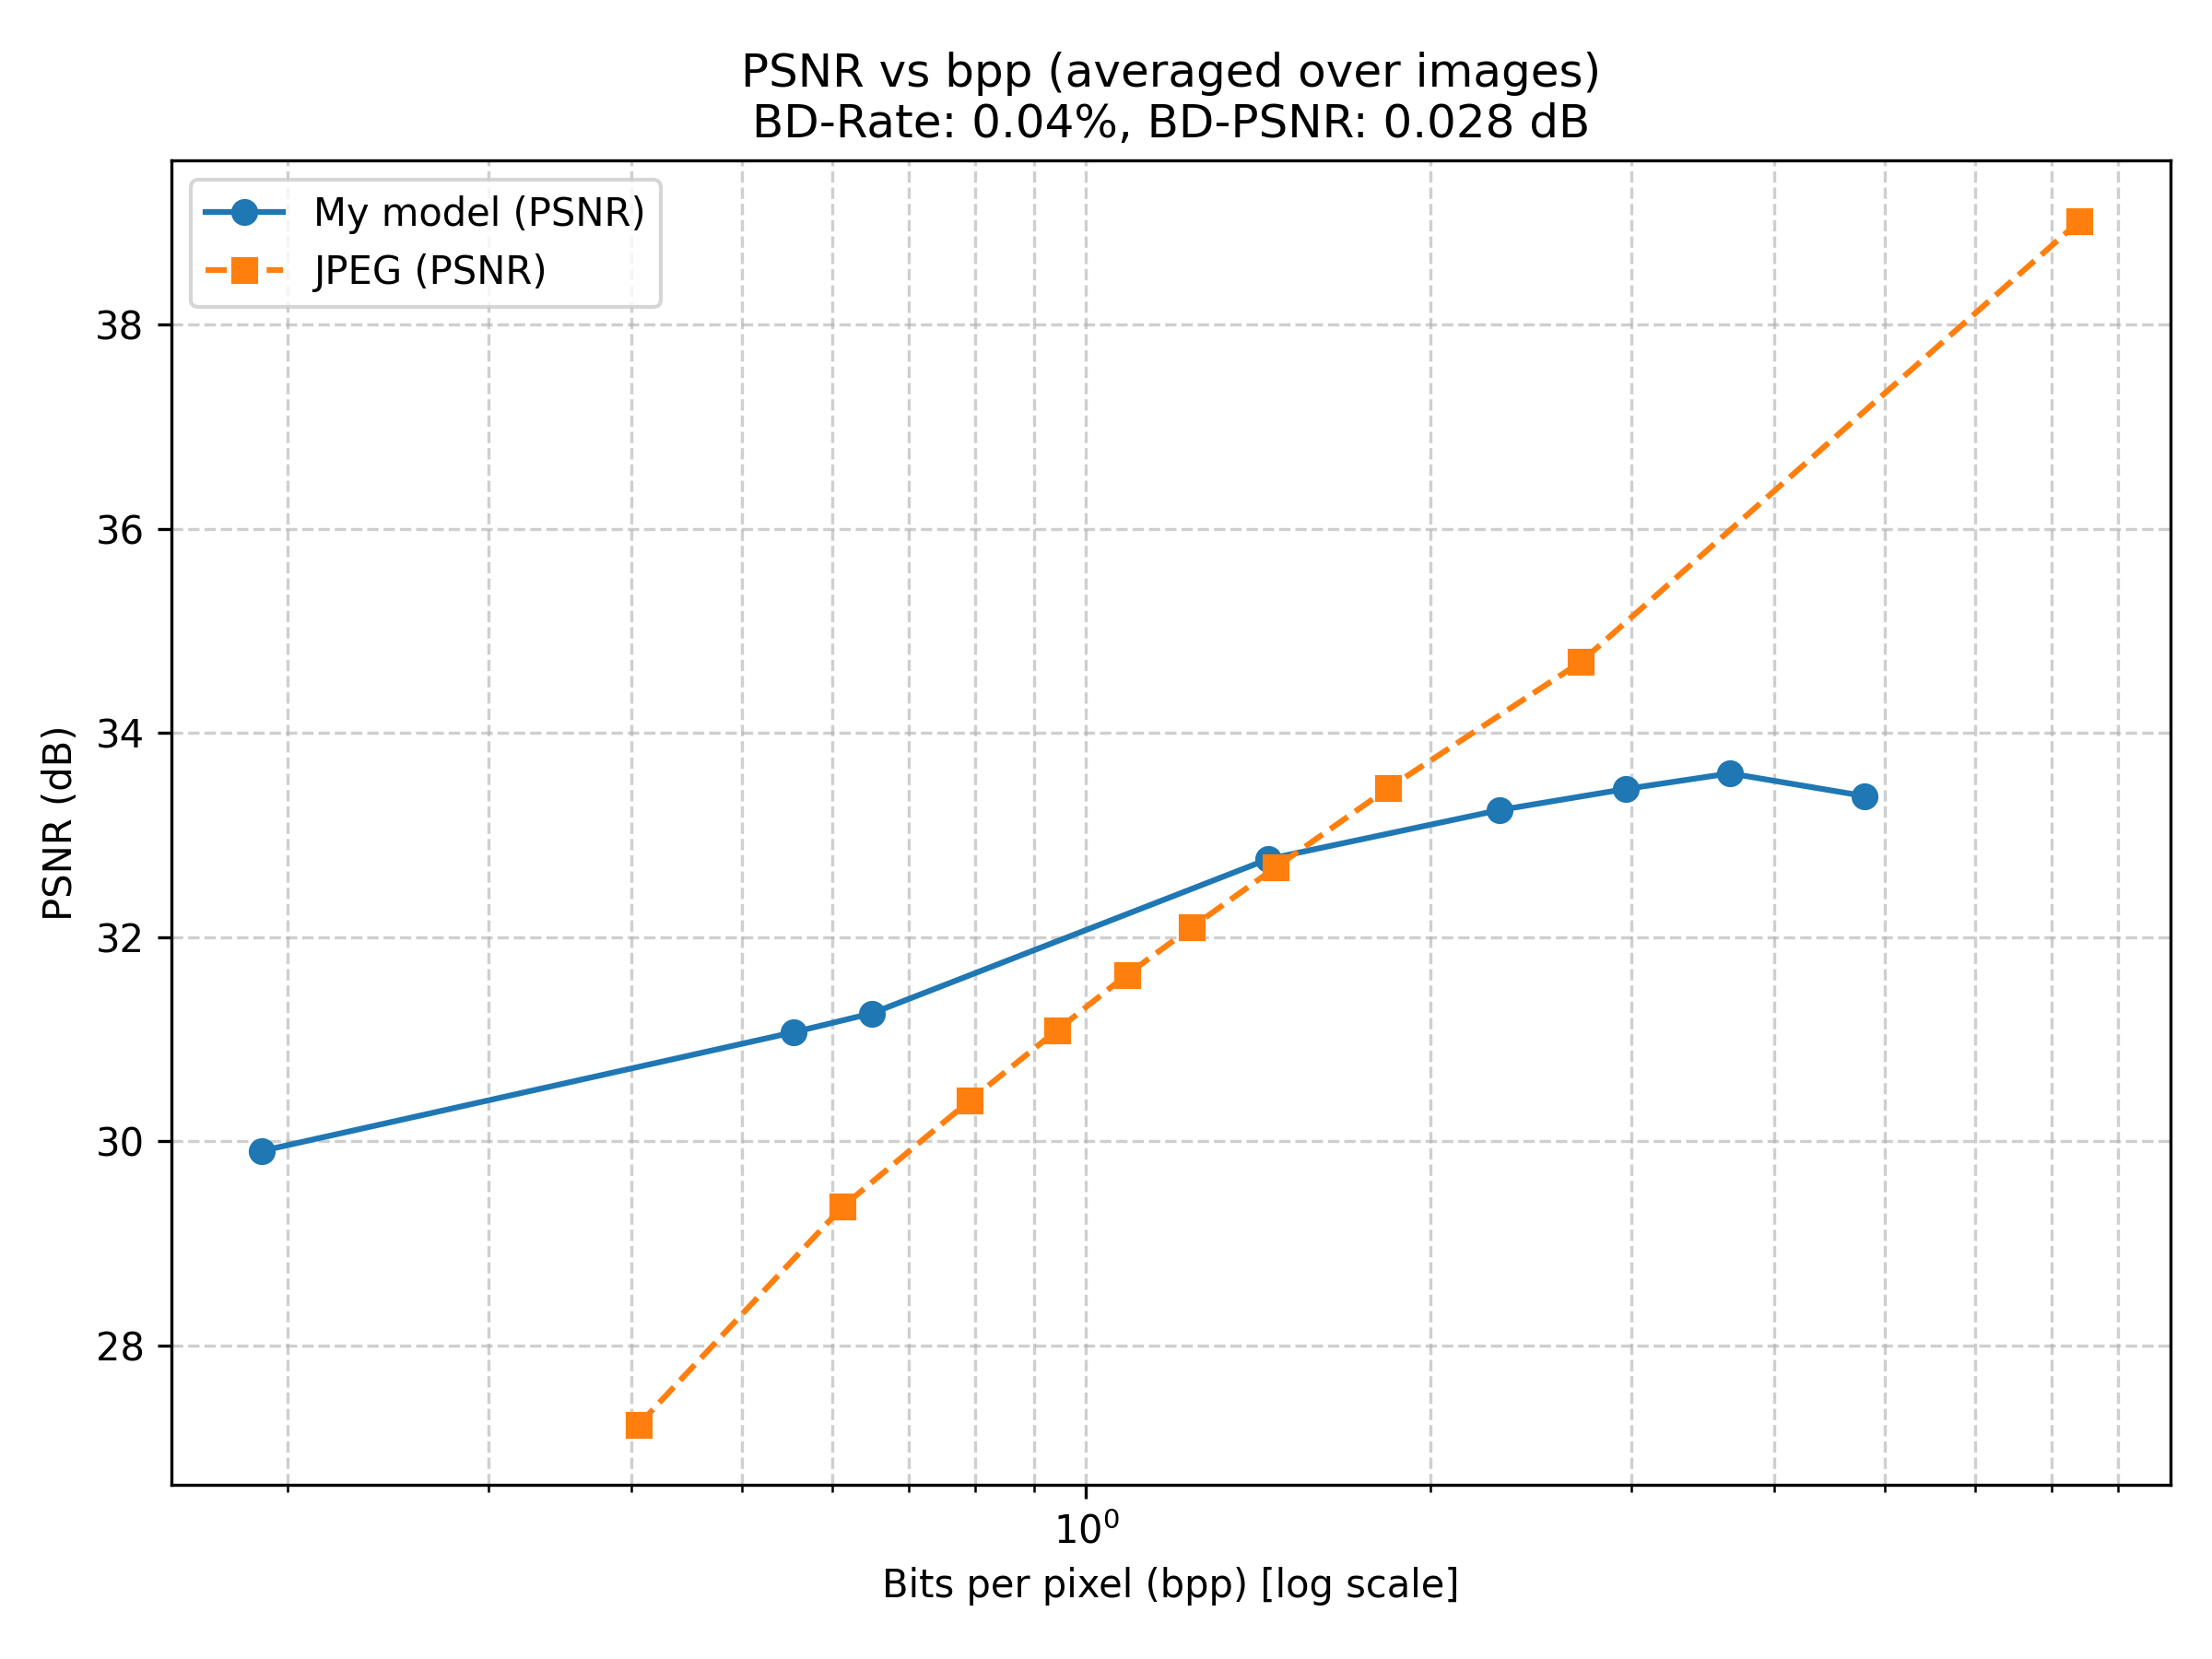 PSNR vs bpp (averaged over images)
BD-Rate: 0.04%, BD-PSNR: 0.028 dB
My model (PSNR)
JPEG (PSNR)
PSNR (dB)
38
36
34
32
30
28
10⁰
Bits per pixel (bpp) [log scale]